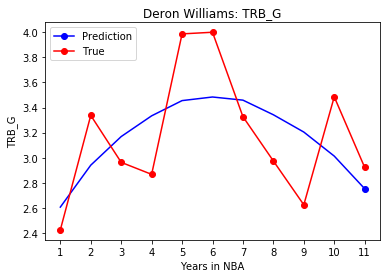 Deron Williams: TRB_G
Prediction
True
4.0
3.8
3.6
3.4
3.2
3.0
2.8
2.6
2.4
TRB_G
1 2 3 4 5 6 7 8 9 10 11
Years in NBA